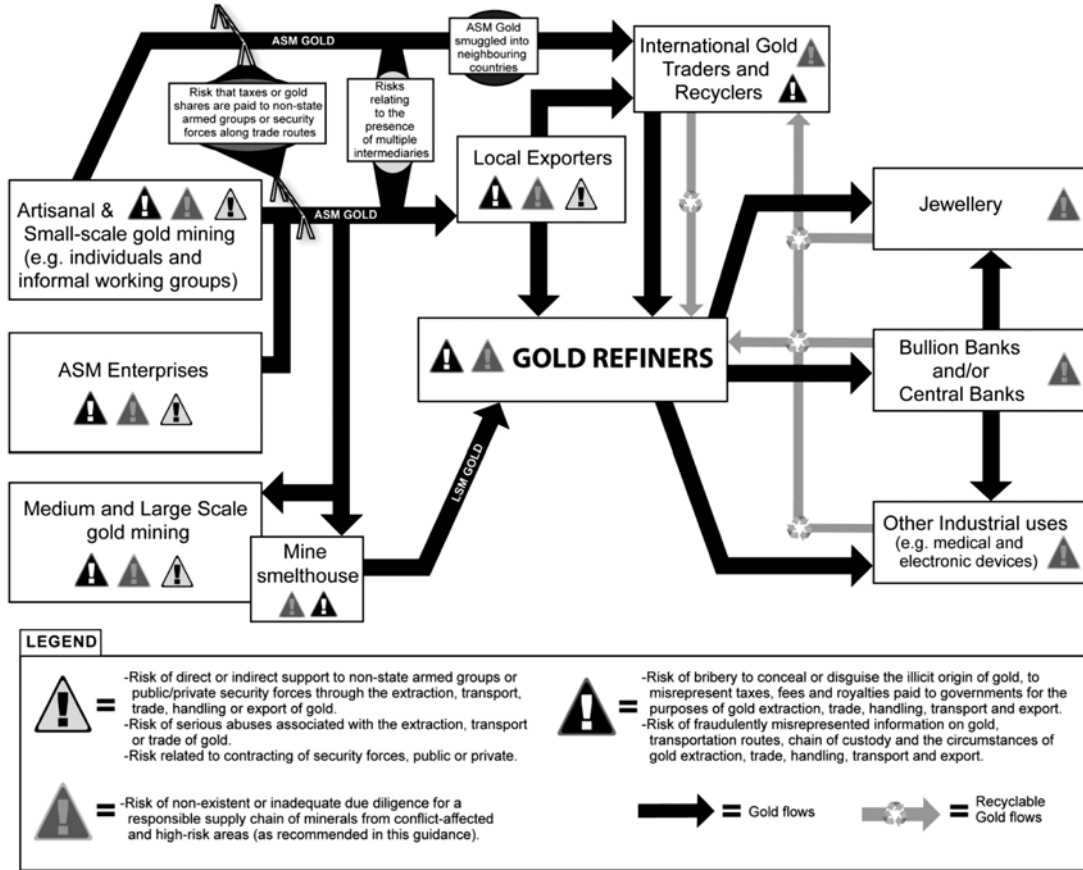 ASM GOLD
ASM Gold
smuggled into
neighbouring
countries
International Gold
Traders and
Recyclers
Risk that taxes or gold
shares are paid to non-state
armed groups or security
forces along trade routes
Risks
relating
to the
presence
of multiple
intermediaries
Local Exporters
Artisanal &
Small-scale gold mining
(e.g. individuals and
informal working groups)
ASM GOLD
Jewellery
ASM Enterprises
GOLD REFINERS
Bullion Banks
and/or
Central Banks
Medium and Large Scale
gold mining
Mine
smelthouse
LSM GOLD
Other Industrial uses
(e.g. medical and
electronic devices)
LEGEND
=
-Risk of direct or indirect support to non-state armed groups or
public/private security forces through the extraction, transport,
trade, handling or export of gold.
-Risk of serious abuses associated with the extraction, transport
or trade of gold.
-Risk related to contracting of security forces, public or private.
=
-Risk of non-existent or inadequate due diligence for a
responsible supply chain of minerals from conflict-affected
and high-risk areas (as recommended in this guidance).
=
-Risk of bribery to conceal or disguise the illicit origin of gold, to
misrepresent taxes, fees and royalties paid to governments for the
purposes of gold extraction, trade, handling, transport and export.
-Risk of fraudulently misrepresented information on gold,
transportation routes, chain of custody and the circumstances of
gold extraction, trade, handling, transport and export.
= Gold flows
= Recyclable
Gold flows